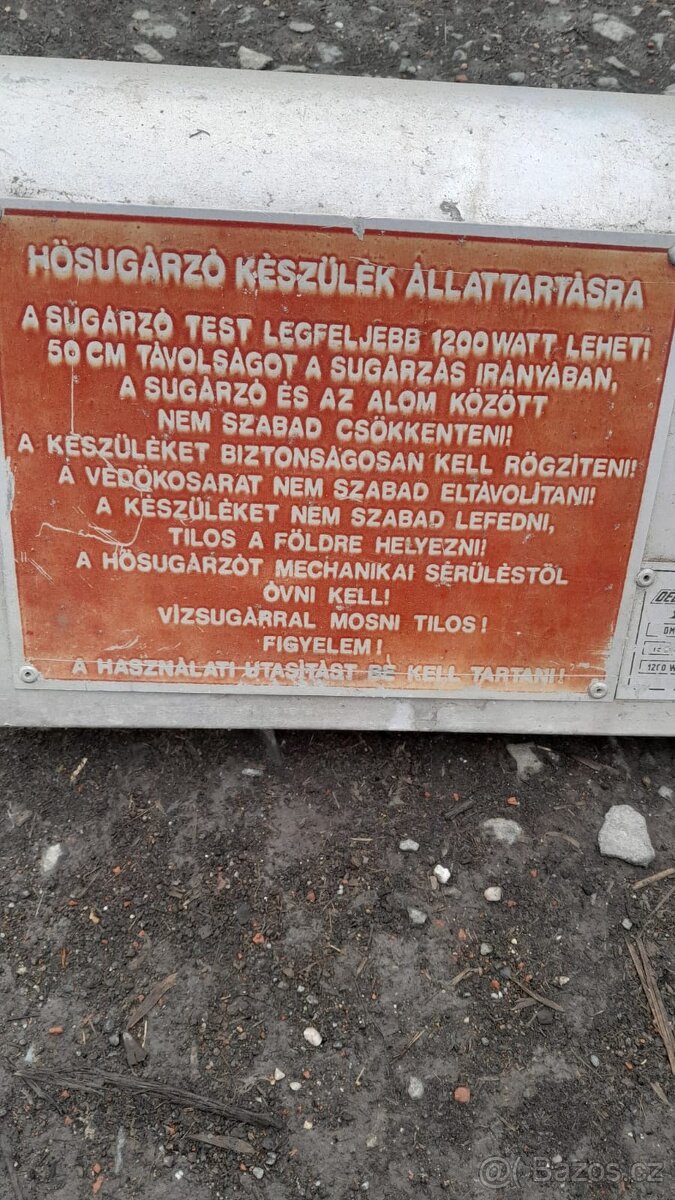 HŐSUGÁRZÓ KÉSZÜLÉK ÁLLATTARTÁSRA
A SUGÁRZÓ TEST LEGFELJEBB 1200 WATT LEHET!
50 CM TÁVOLSÁGOT A SUGÁRZÁS IRÁNYÁBAN,
A SUGÁRZÓ ÉS AZ ALOM KÖZÖTT
NEM SZABAD CSÖKKENTENI!
A KÉSZÜLÉKET BIZTONSÁGOSAN KELL RÖGZÍTENI!
A VÉDŐKOSARAT NEM SZABAD ELTÁVOLÍTANI!
A KÉSZÜLÉKET NEM SZABAD LEFEDNI,
TILOS A FÖLDRE HELYEZNI!
A HŐSUGÁRZÓT MECHANIKAI SÉRÜLÉSTŐL
ÓVNI KELL!
VÍZSUGÁRRAL MOSNI TILOS!
FIGYELEM!
A HASZNÁLATI UTASÍTÁST BE KELL TARTANI!
1200 W
© Bazos.cz